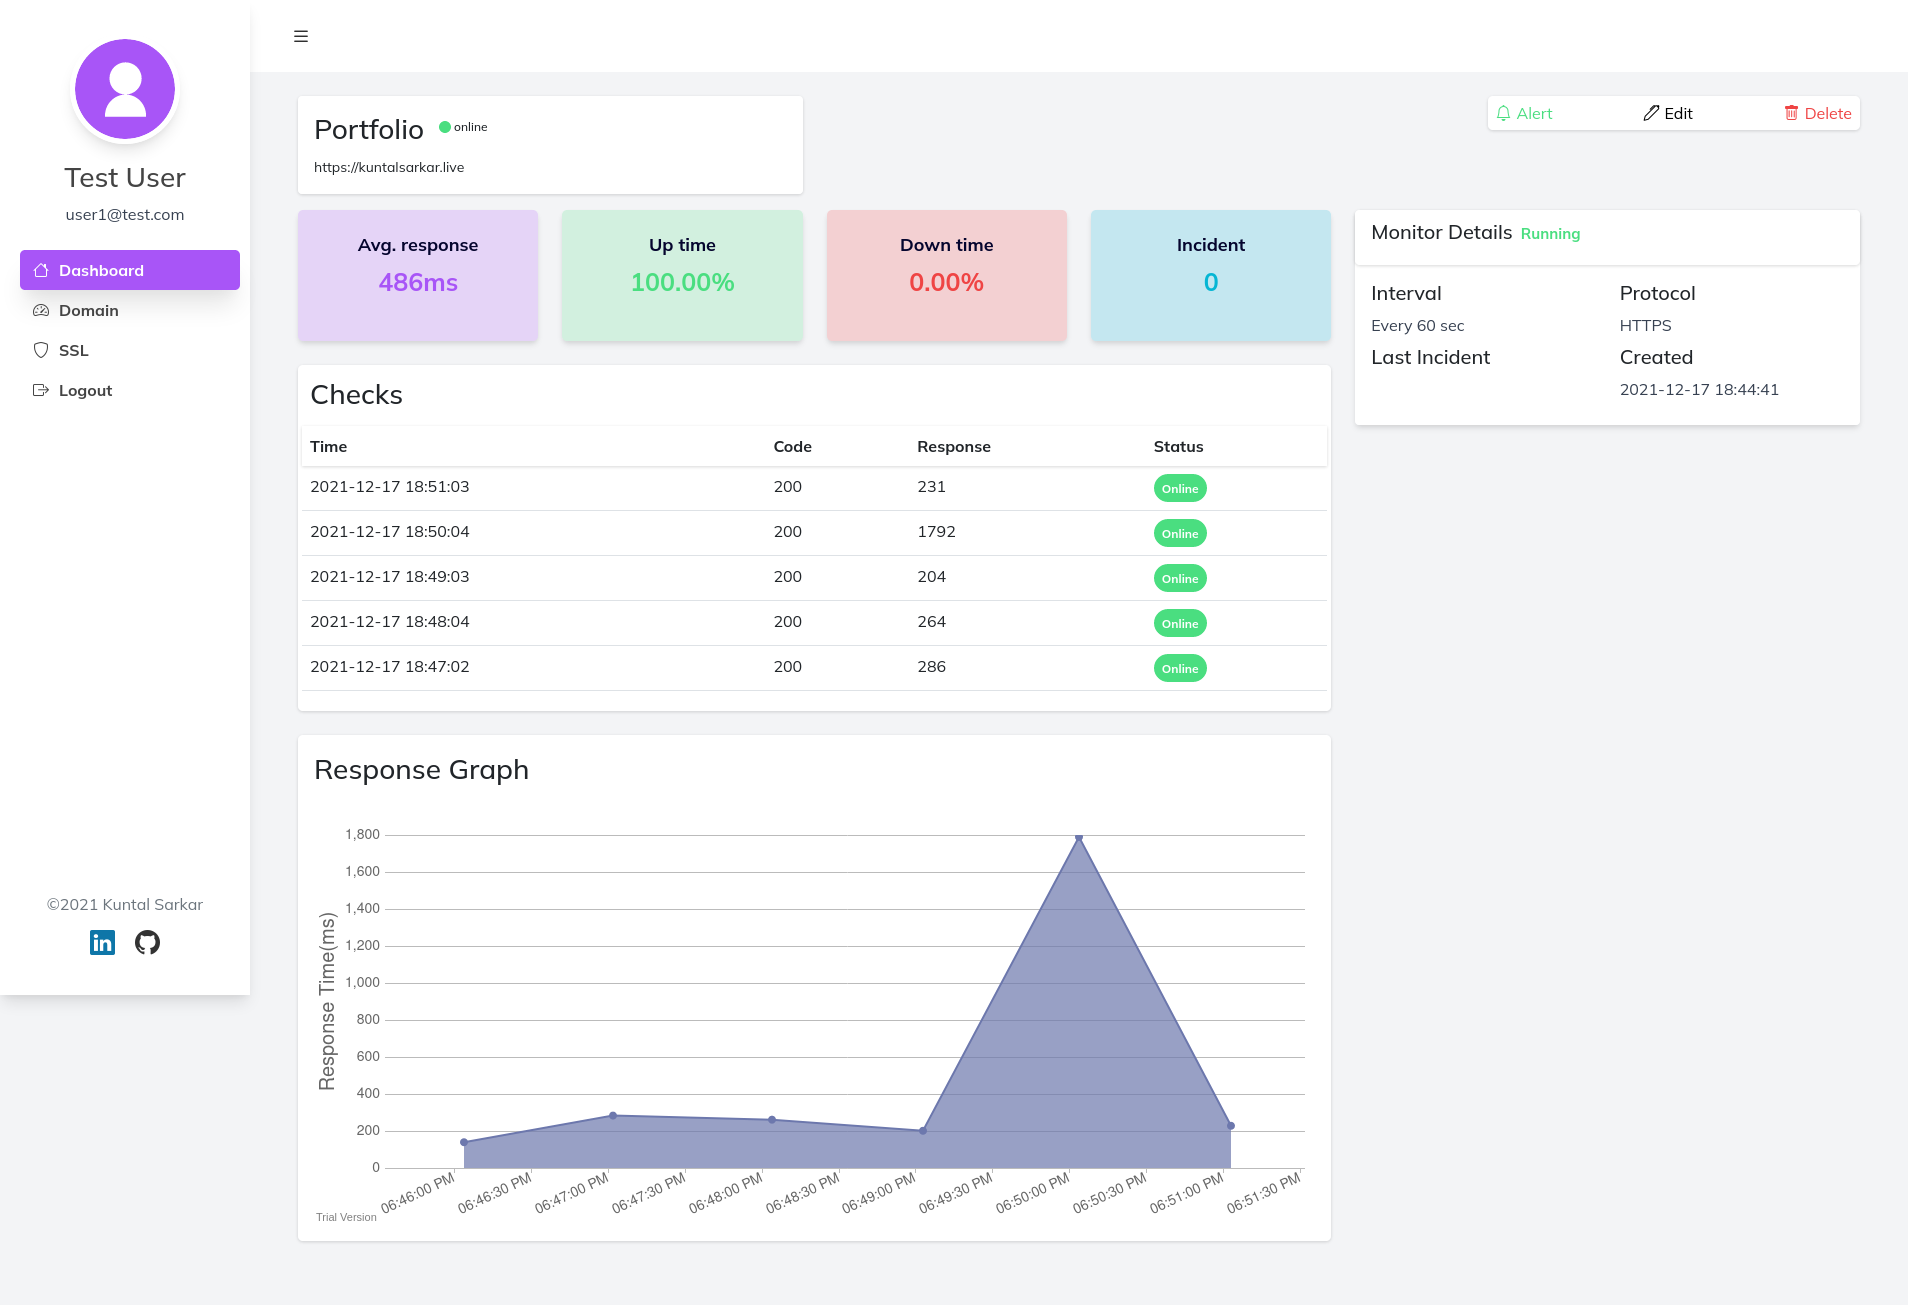 Test User
user1@test.com
Dashboard
Domain
SSL
Logout
©2021 Kuntal Sarkar
in
Portfolio online
https://kuntalsarkar.live
Alert Edit Delete
Avg. response
486ms
Up time
100.00%
Down time
0.00%
Incident
0
Monitor Details Running
Interval Protocol
Every 60 sec HTTPS
Last Incident Created
2021-12-17 18:44:41
Checks
Time Code Response Status
2021-12-17 18:51:03 200 231 Online
2021-12-17 18:50:04 200 1792 Online
2021-12-17 18:49:03 200 204 Online
2021-12-17 18:48:04 200 264 Online
2021-12-17 18:47:02 200 286 Online
Response Graph
Response Time(ms)
1,800
1,600
1,400
1,200
1,000
800
600
400
200
0
06:46:00 PM 06:46:30 PM 06:47:00 PM 06:47:30 PM 06:48:00 PM 06:48:30 PM 06:49:00 PM 06:49:30 PM 06:50:00 PM 06:50:30 PM 06:51:00 PM 06:51:30 PM
Trial Version